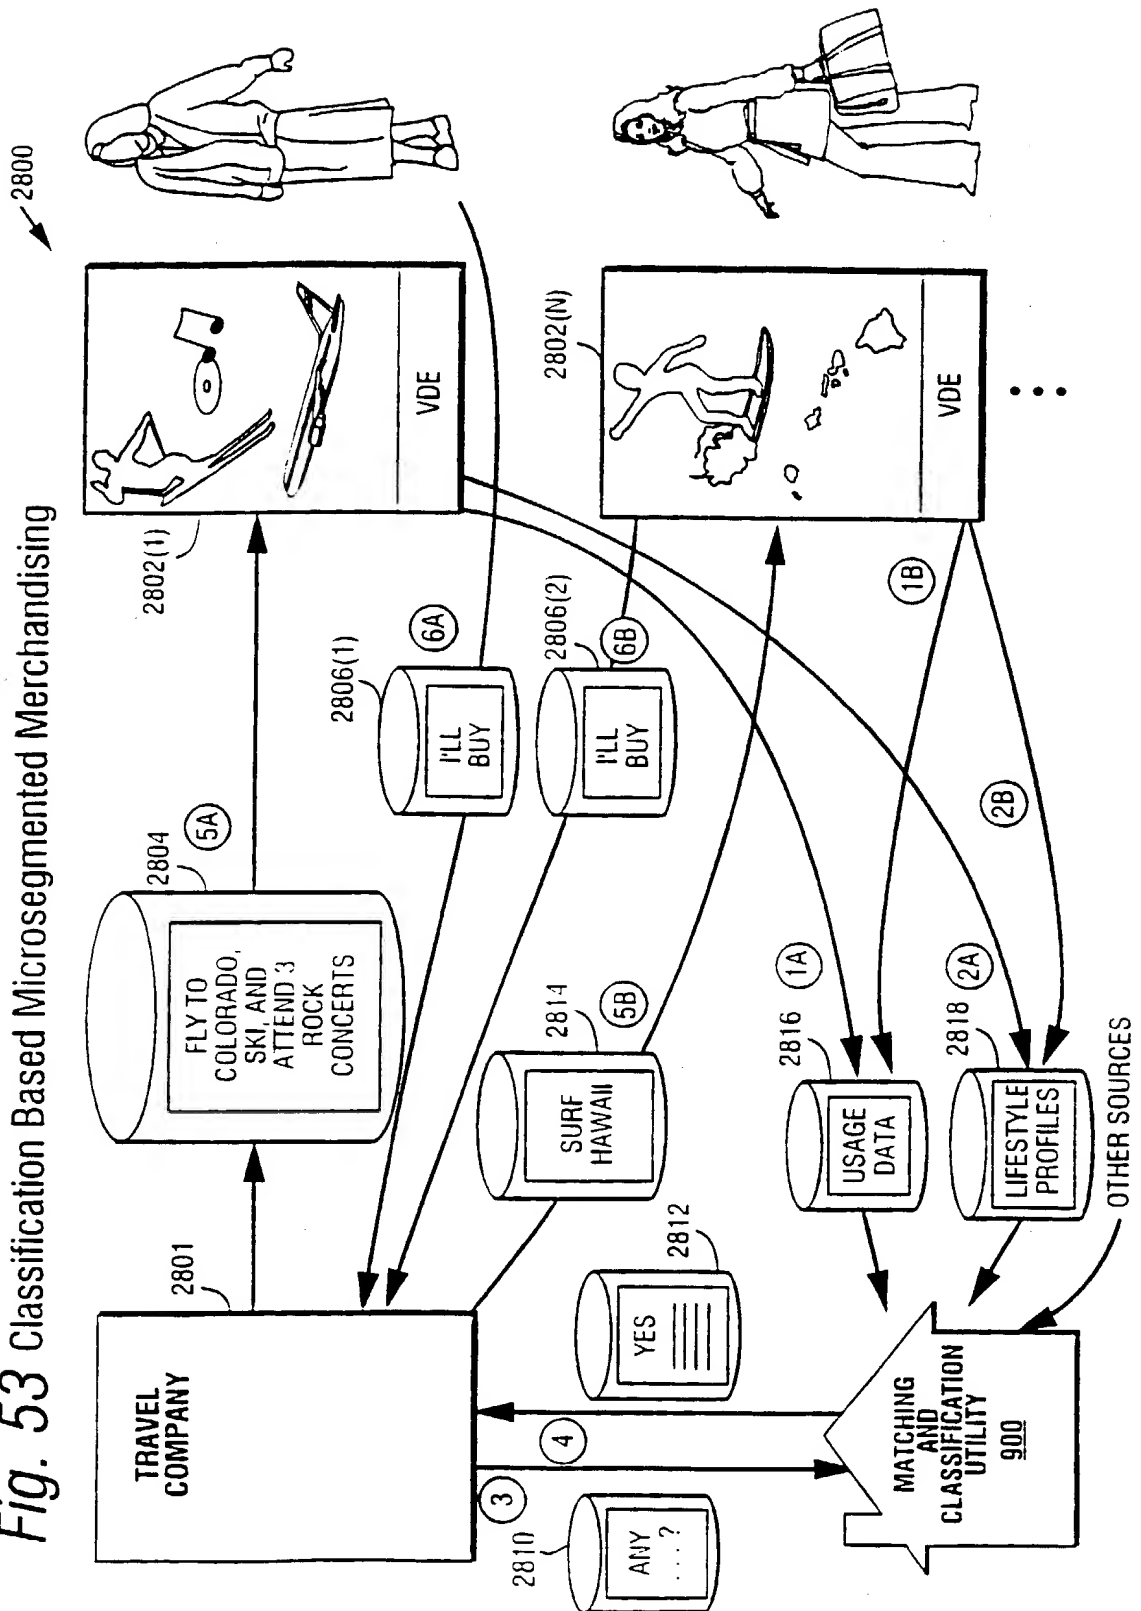 Fig. 53 Classification Based Microsegmented Merchandising
2800
TRAVEL
COMPANY
2801
2804
5A
FLY TO
COLORADO,
SKI, AND
ATTEND 3
ROCK
CONCERTS
2802(1)
VDE
2806(1)
6A
I'LL
BUY
2806(2)
6B
I'LL
BUY
2802(N)
VDE
2814
5B
SURF
HAWAII
3
4
2810
ANY
. . . . ?
2812
YES
1A
1B
2816
USAGE
DATA
2A
2B
2818
LIFESTYLE
PROFILES
OTHER SOURCES
MATCHING
AND
CLASSIFICATION
UTILITY
900